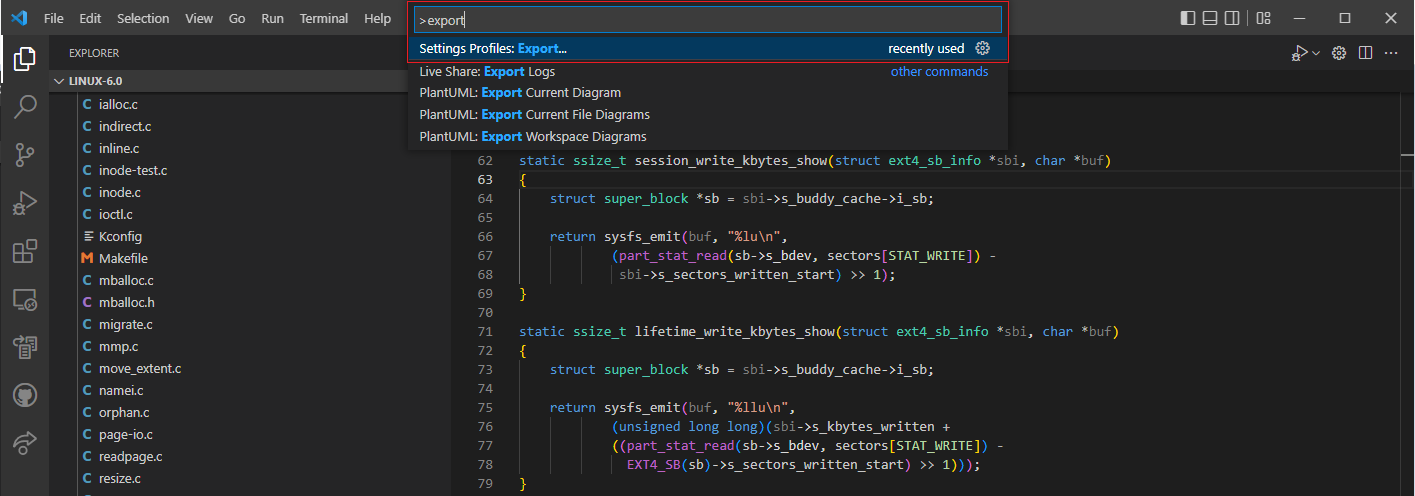 File Edit Selection View Go Run Terminal Help
>export
Settings Profiles: Export... recently used
Live Share: Export Logs other commands
PlantUML: Export Current Diagram
PlantUML: Export Current File Diagrams
PlantUML: Export Workspace Diagrams
EXPLORER
LINUX-6.0
C ialloc.c
C indirect.c
C inline.c
C inode-test.c
C inode.c
C ioctl.c
Kconfig
M Makefile
C mballoc.c
C mballoc.h
C migrate.c
C mmp.c
C move_extent.c
C namei.c
C orphan.c
C page-io.c
C readpage.c
C resize.c
62 static ssize_t session_write_kbytes_show(struct ext4_sb_info *sbi, char *buf)
63 {
64 struct super_block *sb = sbi->s_buddy_cache->i_sb;
65
66 return sysfs_emit(buf, "%lu\n",
67 (part_stat_read(sb->s_bdev, sectors[STAT_WRITE]) -
68 sbi->s_sectors_written_start) >> 1);
69 }
70
71 static ssize_t lifetime_write_kbytes_show(struct ext4_sb_info *sbi, char *buf)
72 {
73 struct super_block *sb = sbi->s_buddy_cache->i_sb;
74
75 return sysfs_emit(buf, "%llu\n",
76 (unsigned long long)(sbi->s_kbytes_written +
77 ((part_stat_read(sb->s_bdev, sectors[STAT_WRITE]) -
78 EXT4_SB(sb)->s_sectors_written_start) >> 1)));
79 }